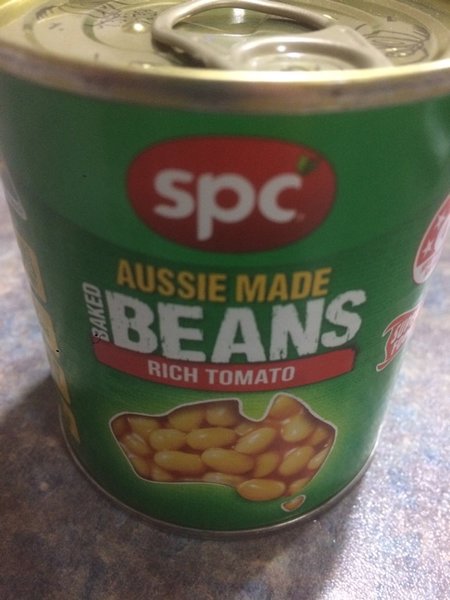 spc
AUSSIE MADE
BAKED
BEANS
RICH TOMATO